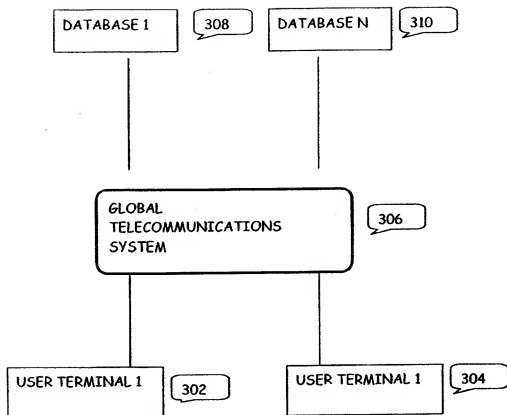 DATABASE 1
308
DATABASE N
310
GLOBAL
TELECOMMUNICATIONS
SYSTEM
306
USER TERMINAL 1
302
USER TERMINAL 1
304